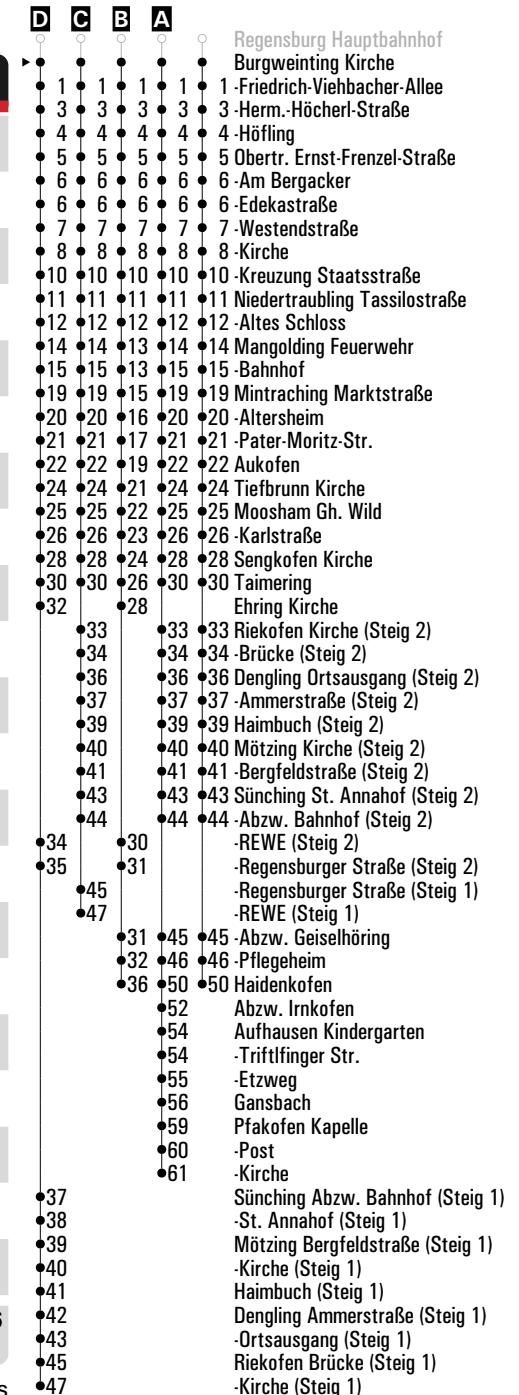 D C B A
Regensburg Hauptbahnhof
Burgweinting Kirche
1 1 1 1 1 -Friedrich-Viehbacher-Allee
3 3 3 3 3 -Herm.-Höcherl-Straße
4 4 4 4 4 -Höfling
5 5 5 5 5 Obertr. Ernst-Frenzel-Straße
6 6 6 6 6 -Am Bergacker
6 6 6 6 6 -Edekastraße
7 7 7 7 7 -Westendstraße
8 8 8 8 8 -Kirche
10 10 10 10 10 -Kreuzung Staatsstraße
11 11 11 11 11 Niedertraubling Tassilostraße
12 12 12 12 12 -Altes Schloss
14 14 13 14 14 Mangolding Feuerwehr
15 15 13 15 15 -Bahnhof
19 19 15 19 19 Mintraching Marktstraße
20 20 16 20 20 -Altersheim
21 21 17 21 21 -Pater-Moritz-Str.
22 22 19 22 22 Aukofen
24 24 21 24 24 Tiefbrunn Kirche
25 25 22 25 25 Moosham Gh. Wild
26 26 23 26 26 -Karlstraße
28 28 24 28 28 Sengkofen Kirche
30 30 26 30 30 Taimering
32 28 Ehring Kirche
33 33 33 Riekofen Kirche (Steig 2)
34 34 34 -Brücke (Steig 2)
36 36 36 Dengling Ortsausgang (Steig 2)
37 37 37 -Ammerstraße (Steig 2)
39 39 39 Haimbuch (Steig 2)
40 40 40 Mötzing Kirche (Steig 2)
41 41 41 -Bergfeldstraße (Steig 2)
43 43 43 Sünching St. Annahof (Steig 2)
44 44 44 -Abzw. Bahnhof (Steig 2)
34 30 -REWE (Steig 2)
35 31 -Regensburger Straße (Steig 2)
45 -Regensburger Straße (Steig 1)
47 -REWE (Steig 1)
31 45 45 -Abzw. Geiselhöring
32 46 46 -Pflegeheim
36 50 50 Haidenkofen
52 Abzw. Irnkofen
54 Aufhausen Kindergarten
54 -Triftlfinger Str.
55 -Etzweg
56 Gansbach
59 Pfakofen Kapelle
60 -Post
61 -Kirche
37 Sünching Abzw. Bahnhof (Steig 1)
38 -St. Annahof (Steig 1)
39 Mötzing Bergfeldstraße (Steig 1)
40 -Kirche (Steig 1)
41 Haimbuch (Steig 1)
42 Dengling Ammerstraße (Steig 1)
43 -Ortsausgang (Steig 1)
45 Riekofen Brücke (Steig 1)
47 -Kirche (Steig 1)